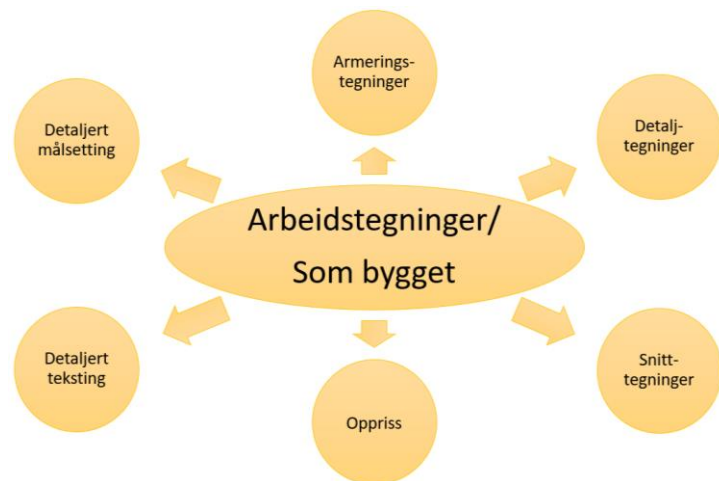 Armerings-
tegninger
Detaljert
målsetting
Detalj-
tegninger
Arbeidstegninger/
Som bygget
Detaljert
teksting
Snitt-
tegninger
Oppriss